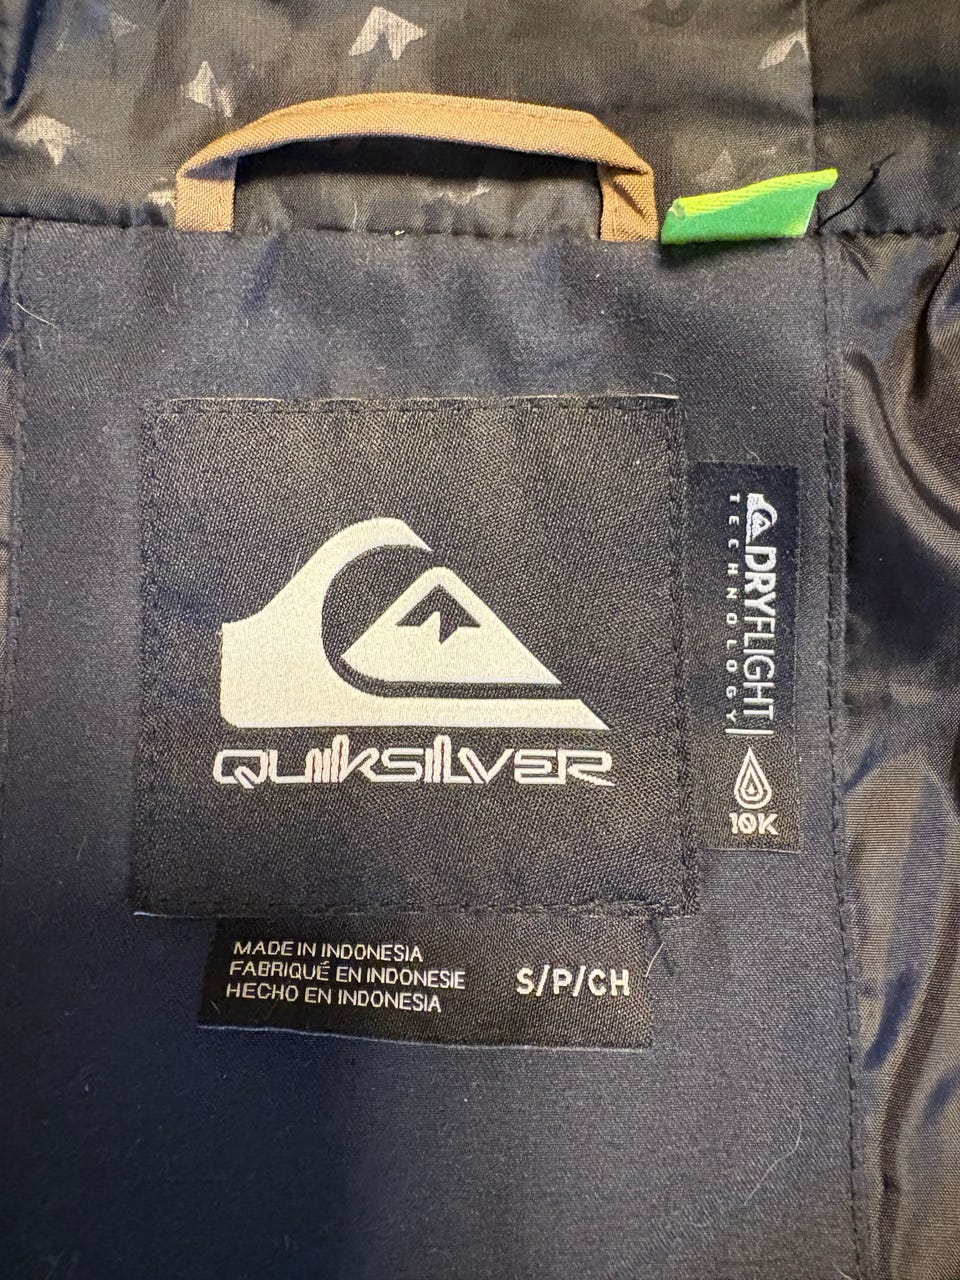 QUIKSILVER
DRYFLIGHT
TECHNOLOGY
10K
MADE IN INDONESIA
FABRIQUÉ EN INDONESIE
HECHO EN INDONESIA
S/P/CH